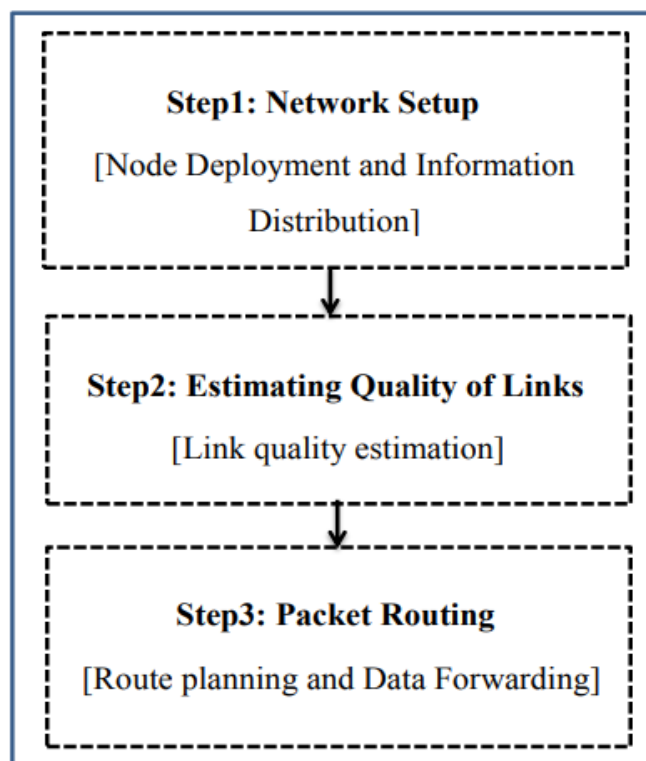 Step1: Network Setup
[Node Deployment and Information
Distribution]
Step2: Estimating Quality of Links
[Link quality estimation]
Step3: Packet Routing
[Route planning and Data Forwarding]